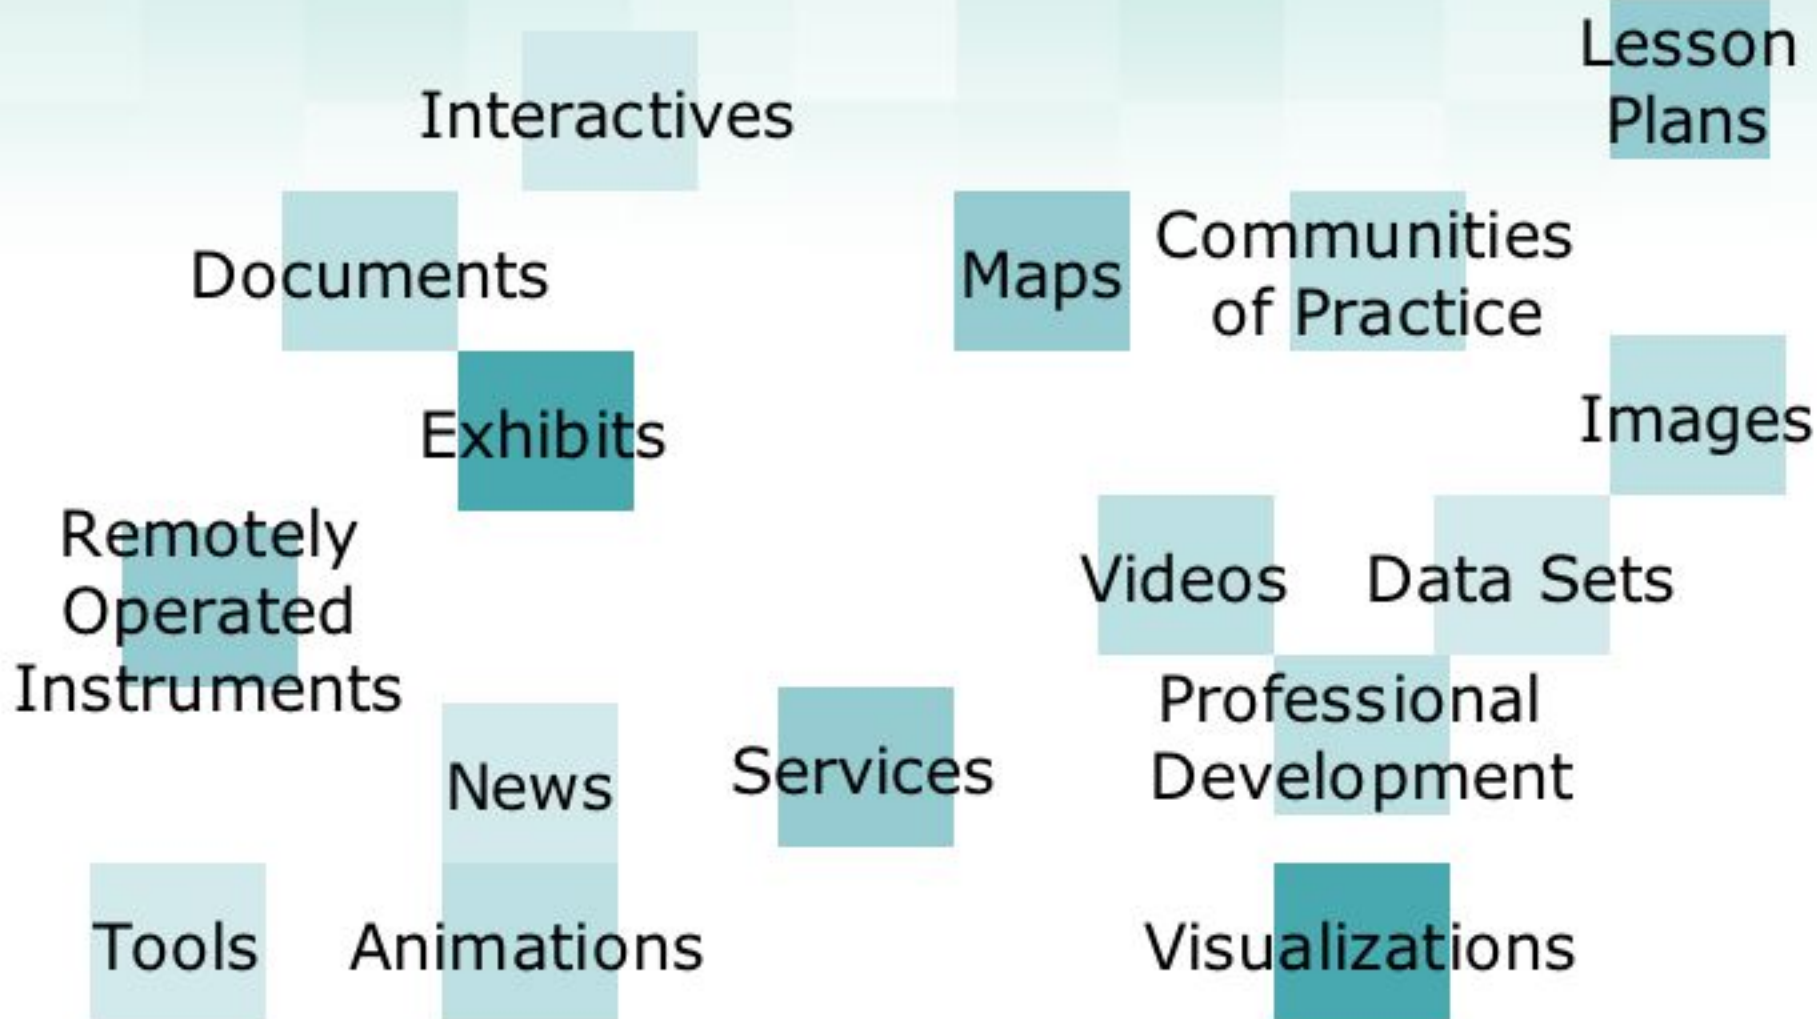 Lesson
Plans
Interactives
Documents
Maps
Communities
of Practice
Exhibits
Images
Remotely
Operated
Instruments
Videos
Data Sets
News
Services
Professional
Development
Tools
Animations
Visualizations